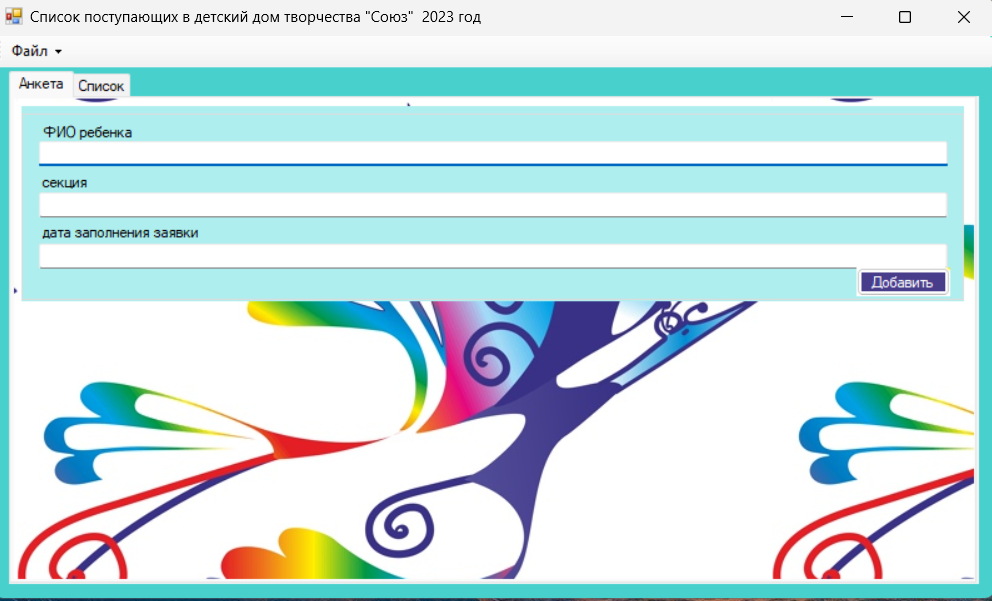 Список поступающих в детский дом творчества "Союз"  2023 год
Файл
Анкета Список
ФИО ребенка
секция
дата заполнения заявки
Добавить